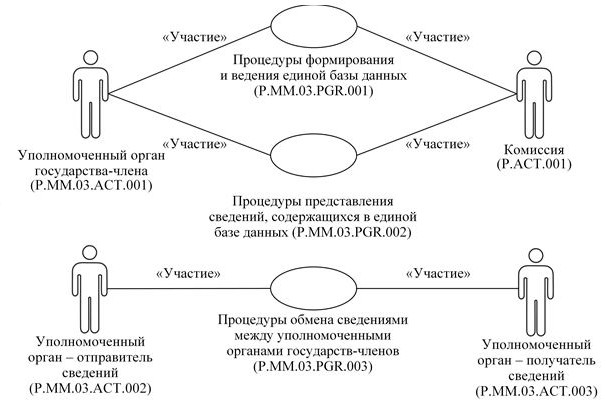 «Участие»
«Участие»
Процедуры формирования
и ведения единой базы данных
(P.MM.03.PGR.001)
«Участие»
«Участие»
Уполномоченный орган
государства-члена
(P.MM.03.ACT.001)
Комиссия
(P.ACT.001)
Процедуры представления
сведений, содержащихся в единой
базе данных (P.MM.03.PGR.002)
«Участие»
«Участие»
Процедуры обмена сведениями
между уполномоченными
органами государств-членов
(P.MM.03.PGR.003)
Уполномоченный
орган – отправитель
сведений
(P.MM.03.ACT.002)
Уполномоченный
орган – получатель
сведений
(P.MM.03.ACT.003)